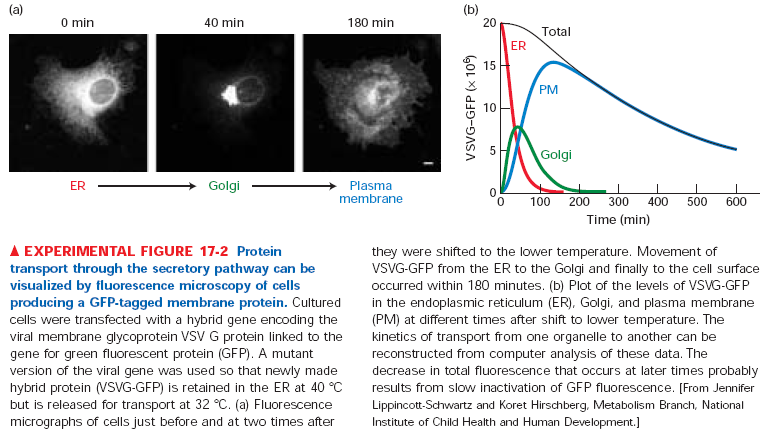 (a)
0 min 40 min 180 min
ER Golgi Plasma
membrane
(b)
20
15
10
5
0
VSVG–GFP (× 10⁶)
Total
ER
PM
Golgi
0 100 200 300 400 500 600
Time (min)
▲ EXPERIMENTAL FIGURE 17-2 Protein
transport through the secretory pathway can be
visualized by fluorescence microscopy of cells
producing a GFP-tagged membrane protein. Cultured
cells were transfected with a hybrid gene encoding the
viral membrane glycoprotein VSV G protein linked to the
gene for green fluorescent protein (GFP). A mutant
version of the viral gene was used so that newly made
hybrid protein (VSVG-GFP) is retained in the ER at 40 °C
but is released for transport at 32 °C. (a) Fluorescence
micrographs of cells just before and at two times after
they were shifted to the lower temperature. Movement of
VSVG-GFP from the ER to the Golgi and finally to the cell surface
occurred within 180 minutes. (b) Plot of the levels of VSVG-GFP
in the endoplasmic reticulum (ER), Golgi, and plasma membrane
(PM) at different times after shift to lower temperature. The
kinetics of transport from one organelle to another can be
reconstructed from computer analysis of these data. The
decrease in total fluorescence that occurs at later times probably
results from slow inactivation of GFP fluorescence. [From Jennifer
Lippincott-Schwartz and Koret Hirschberg, Metabolism Branch, National
Institute of Child Health and Human Development.]